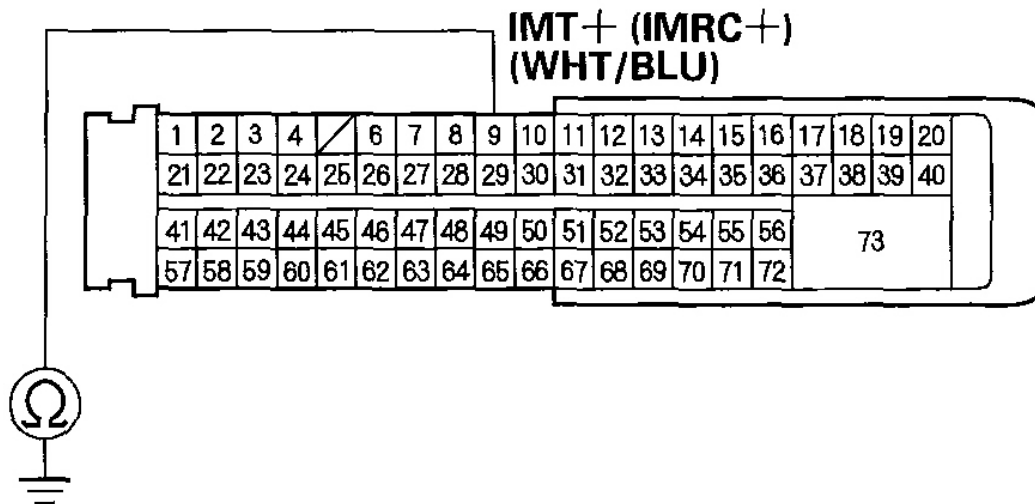 IMT+ (IMRC+)
(WHT/BLU)
1 2 3 4 6 7 8 9 10 11 12 13 14 15 16 17 18 19 20
21 22 23 24 25 26 27 28 29 30 31 32 33 34 35 36 37 38 39 40
41 42 43 44 45 46 47 48 49 50 51 52 53 54 55 56
73
57 58 59 60 61 62 63 64 65 66 67 68 69 70 71 72
Ω